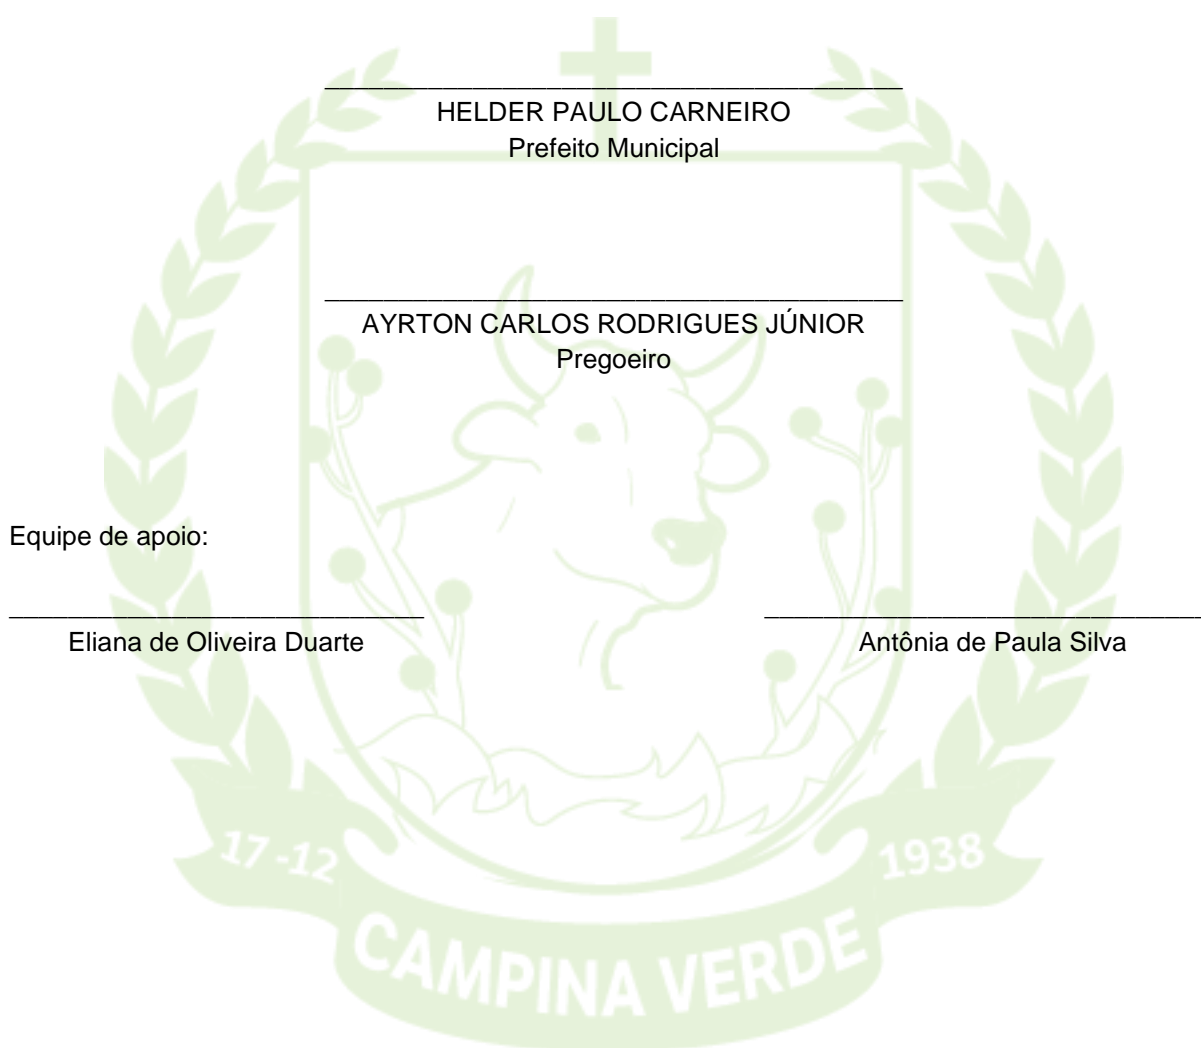 HELDER PAULO CARNEIRO
Prefeito Municipal
AYRTON CARLOS RODRIGUES JÚNIOR
Pregoeiro
Equipe de apoio:
Eliana de Oliveira Duarte
Antônia de Paula Silva
17-12
1938
CAMPINA VERDE